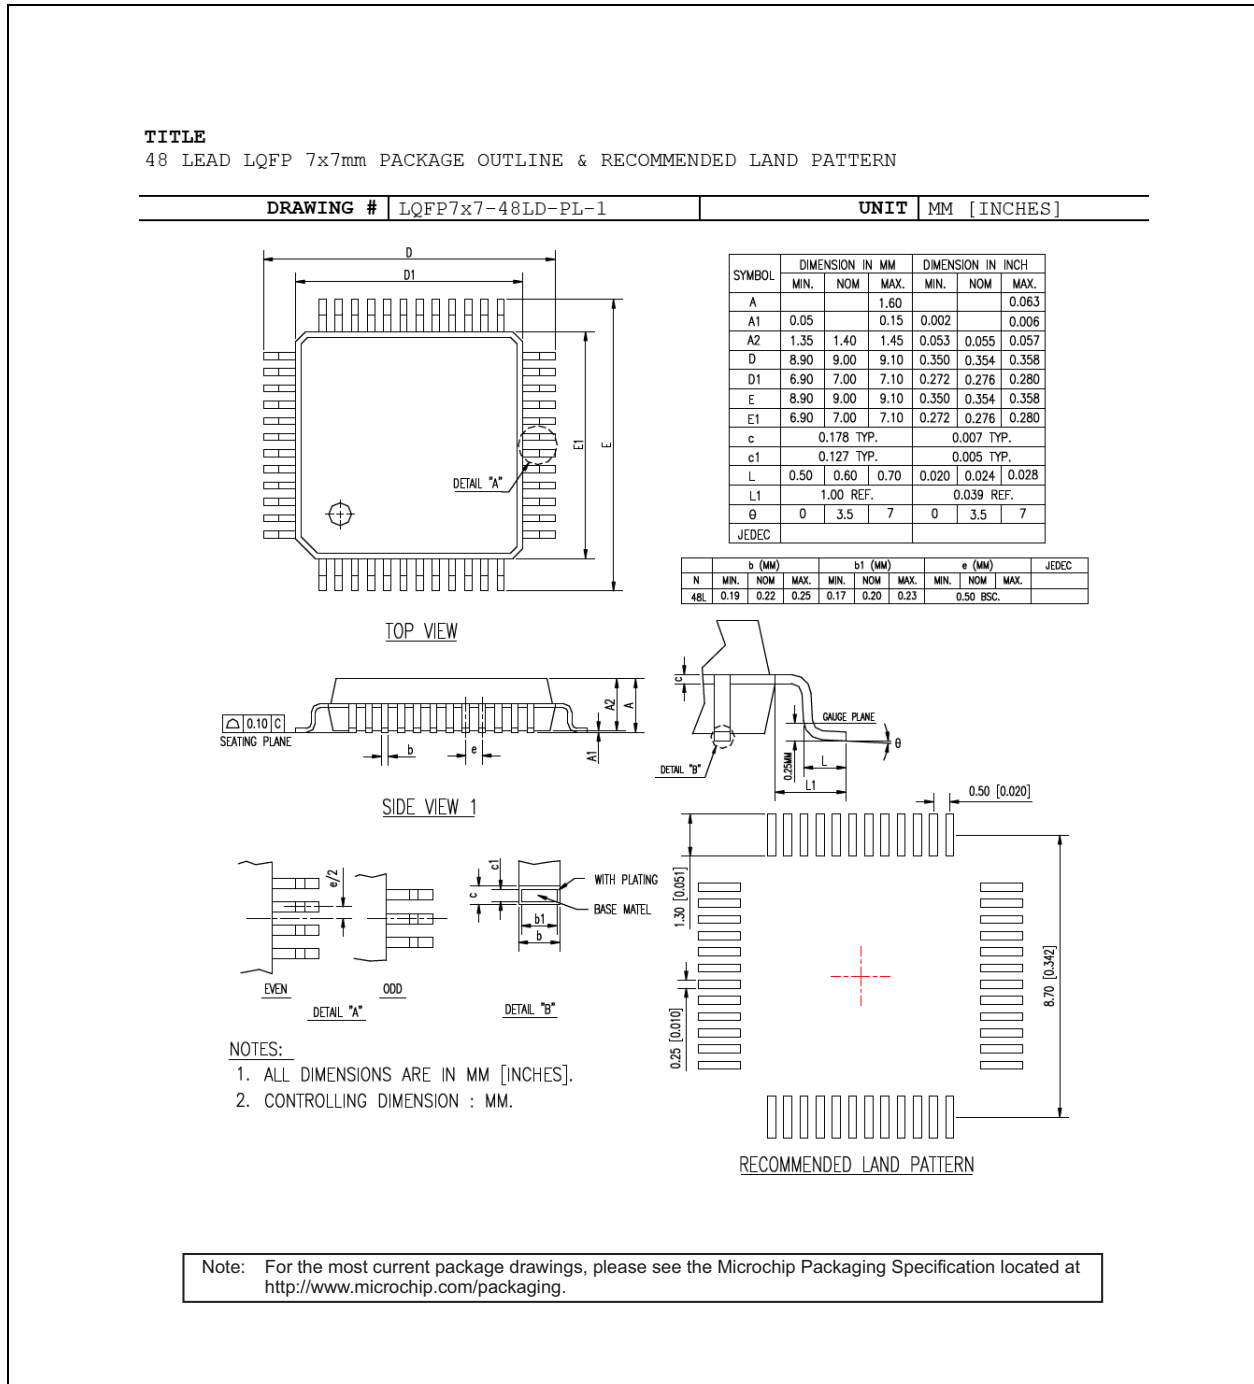 TITLE
48 LEAD LQFP 7x7mm PACKAGE OUTLINE & RECOMMENDED LAND PATTERN
DRAWING # LQFP7x7-48LD-PL-1 UNIT MM [INCHES]
D
D1
E1
E
DETAIL "A"
TOP VIEW
SYMBOL DIMENSION IN MM DIMENSION IN INCH
MIN. NOM MAX. MIN. NOM MAX.
A 1.60 0.063
A1 0.05 0.15 0.002 0.006
A2 1.35 1.40 1.45 0.053 0.055 0.057
D 8.90 9.00 9.10 0.350 0.354 0.358
D1 6.90 7.00 7.10 0.272 0.276 0.280
E 8.90 9.00 9.10 0.350 0.354 0.358
E1 6.90 7.00 7.10 0.272 0.276 0.280
c 0.178 TYP. 0.007 TYP.
c1 0.127 TYP. 0.005 TYP.
L 0.50 0.60 0.70 0.020 0.024 0.028
L1 1.00 REF. 0.039 REF.
θ 0 3.5 7 0 3.5 7
JEDEC
b (MM) b1 (MM) e (MM) JEDEC
N MIN. NOM MAX. MIN. NOM MAX. MIN. NOM MAX.
48L 0.19 0.22 0.25 0.17 0.20 0.23 0.50 BSC.
0.10 C
SEATING PLANE
b
e
A2
A
A1
SIDE VIEW 1
c
GAUGE PLANE
θ
DETAIL "B"
0.25MM
L
L1
e/2
EVEN
ODD
DETAIL "A"
c1
c
WITH PLATING
BASE MATEL
b1
b
DETAIL "B"
0.50 [0.020]
1.30 [0.051]
0.25 [0.010]
8.70 [0.342]
RECOMMENDED LAND PATTERN
NOTES:
1. ALL DIMENSIONS ARE IN MM [INCHES].
2. CONTROLLING DIMENSION : MM.
Note: For the most current package drawings, please see the Microchip Packaging Specification located at
http://www.microchip.com/packaging.